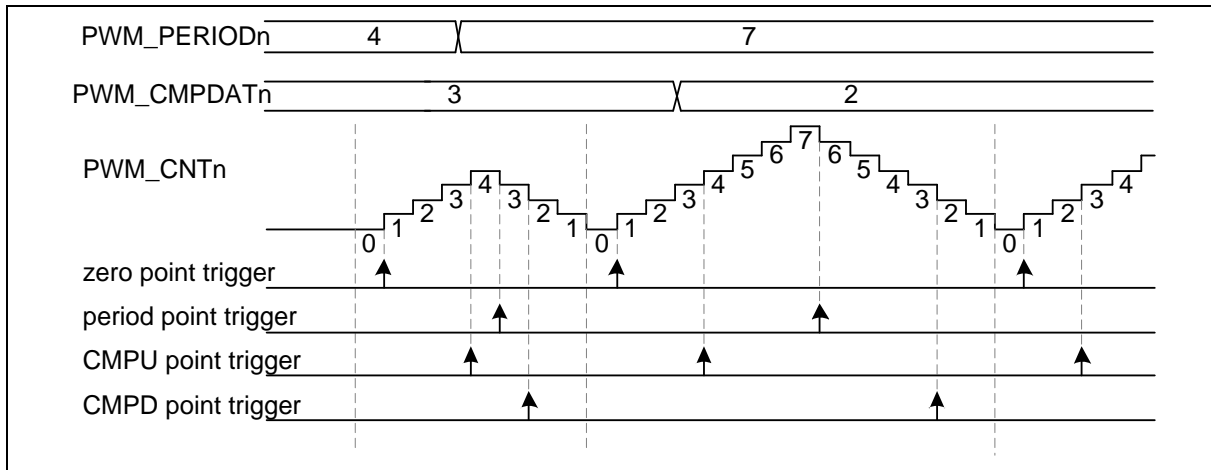 PWM_PERIODn 4 7
PWM_CMPDATn 3 2
PWM_CNTn
0 1 2 3 4 3 2 1 0 1 2 3 4 5 6 7 6 5 4 3 2 1 0 1 2 3 4
zero point trigger
period point trigger
CMPU point trigger
CMPD point trigger